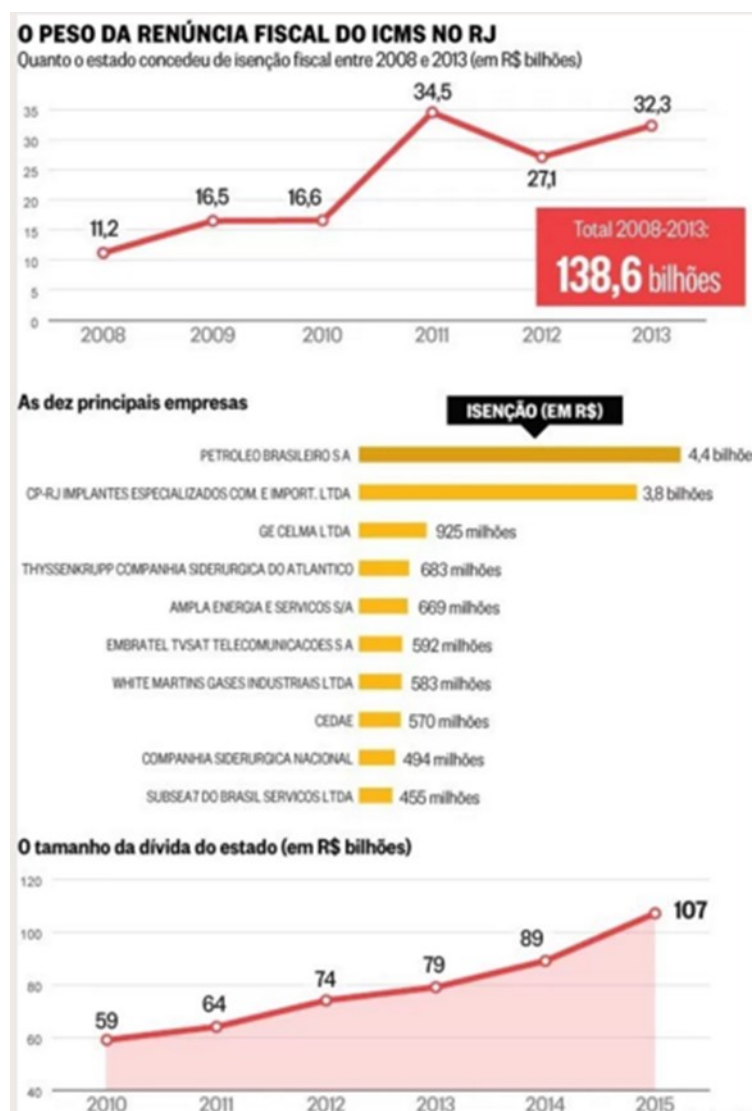 O PESO DA RENÚNCIA FISCAL DO ICMS NO RJ
Quanto o estado concedeu de isenção fiscal entre 2008 e 2013 (em R$ bilhões)
35
30
25
20
15
10
5
0
11,2
16,5
16,6
34,5
27,1
32,3
Total 2008-2013:
138,6 bilhões
2008 2009 2010 2011 2012 2013
As dez principais empresas
ISENÇÃO (EM R$)
PETROLEO BRASILEIRO S A 4,4 bilhõe
CP-RJ IMPLANTES ESPECIALIZADOS COM. E IMPORT. LTDA 3,8 bilhões
GE CELMA LTDA 925 milhões
THYSSENKRUPP COMPANHIA SIDERURGICA DO ATLANTICO 683 milhões
AMPLA ENERGIA E SERVICOS S/A 669 milhões
EMBRATEL TVSAT TELECOMUNICACOES S A 592 milhões
WHITE MARTINS GASES INDUSTRIAIS LTDA 583 milhões
CEDAE 570 milhões
COMPANHIA SIDERURGICA NACIONAL 494 milhões
SUBSEA7 DO BRASIL SERVICOS LTDA 455 milhões
O tamanho da dívida do estado (em R$ bilhões)
120
100
80
60
40
59
64
74
79
89
107
2010 2011 2012 2013 2014 2015